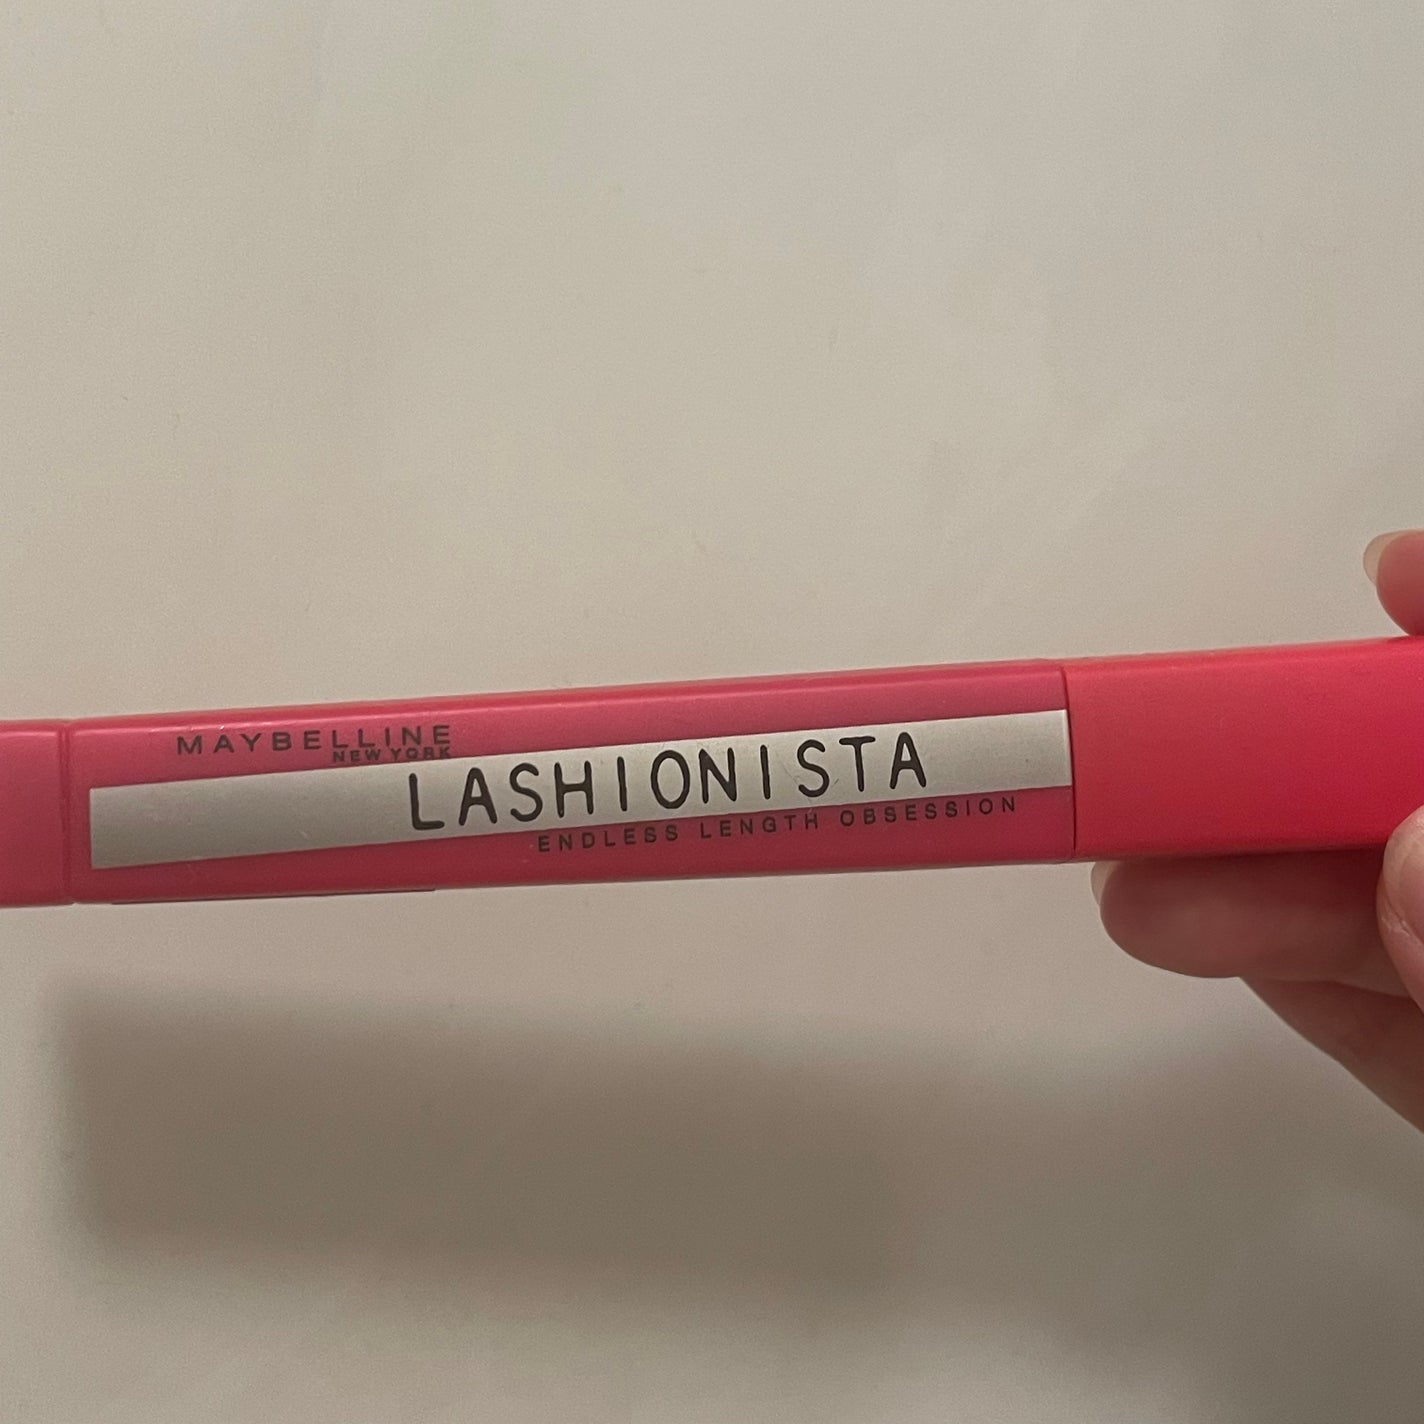 MAYBELLINE
NEW YORK
LASHIONISTA
ENDLESS LENGTH OBSESSION